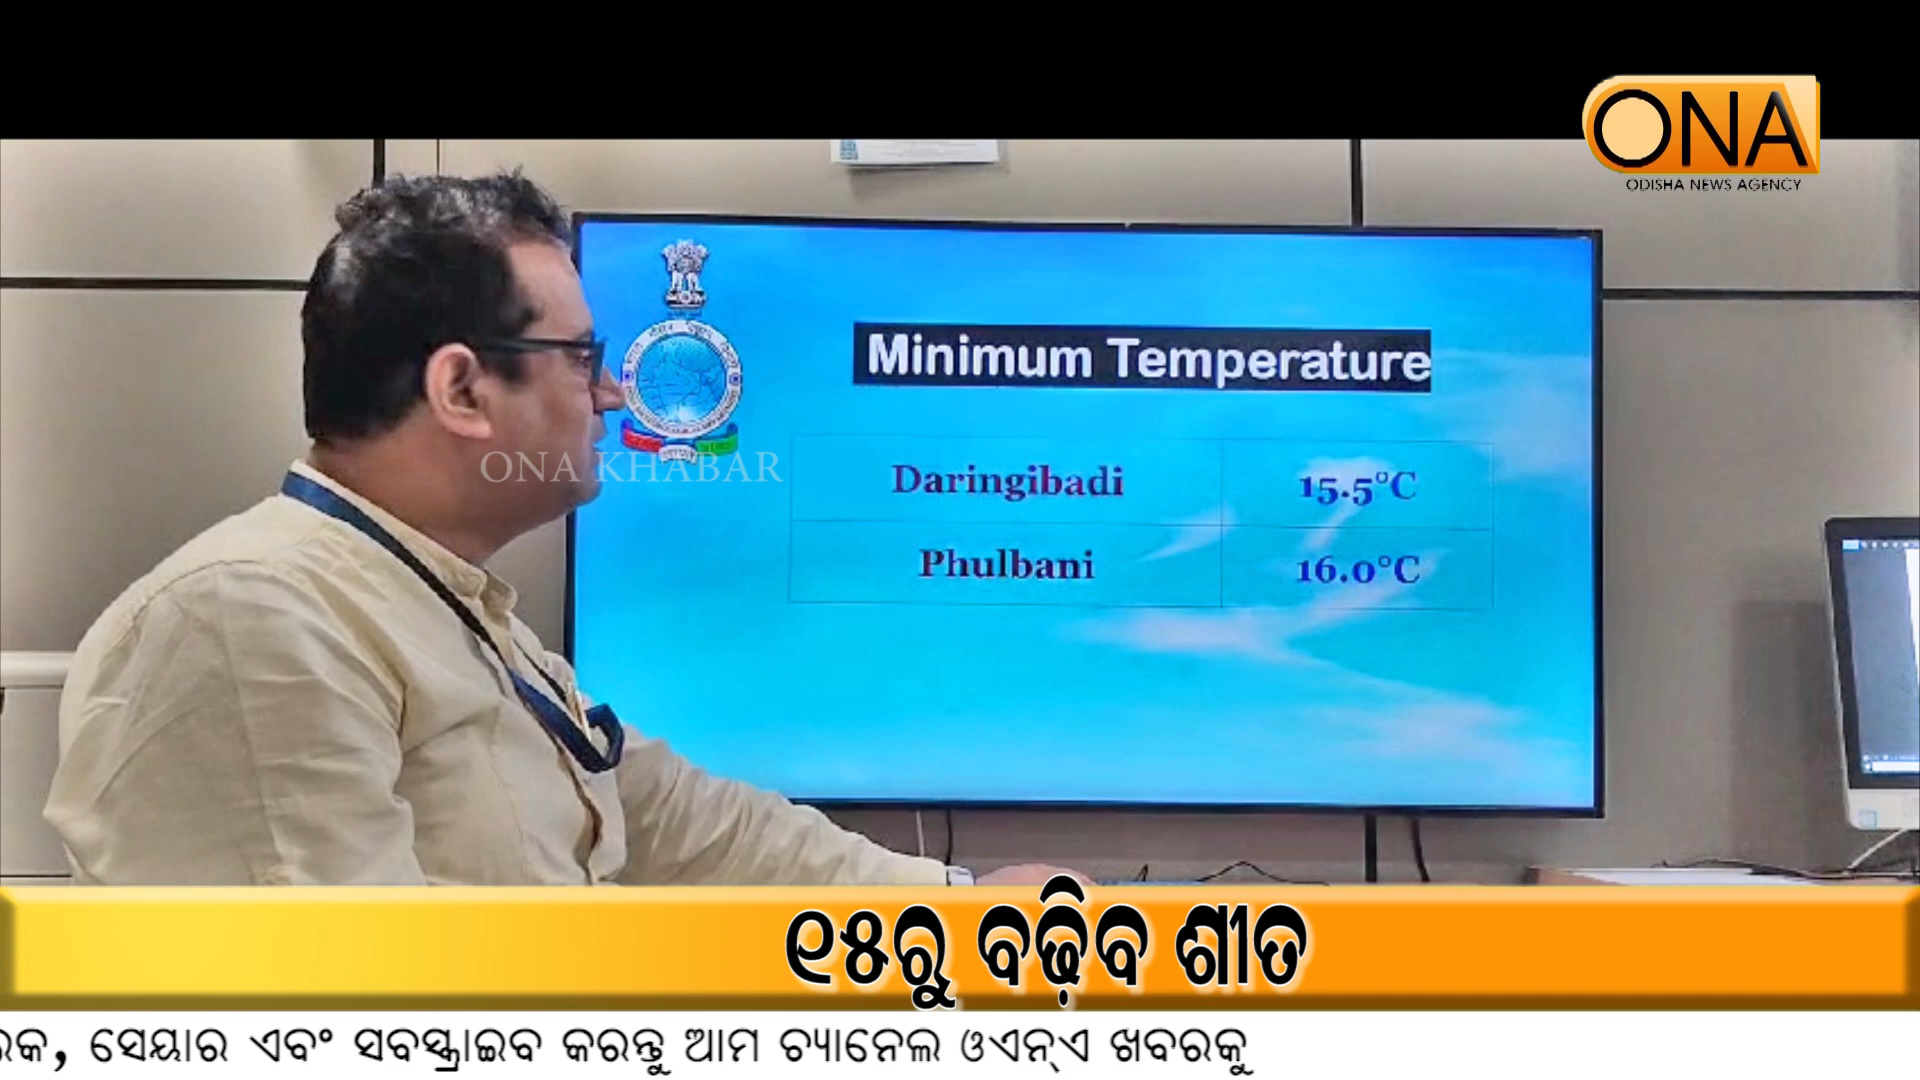 ONA
ODISHA NEWS AGENCY
Minimum Temperature
ONA KHABAR
Daringibadi 15.5°C
Phulbani 16.0°C
୧୫ରୁ ବଢ଼ିବ ଶୀତ
ସେୟାର ଏବଂ ସବସ୍କ୍ରାଇବ କରନ୍ତୁ ଆମ ଚ୍ୟାନେଲ ଓଏନ୍ଏ ଖବରକୁ